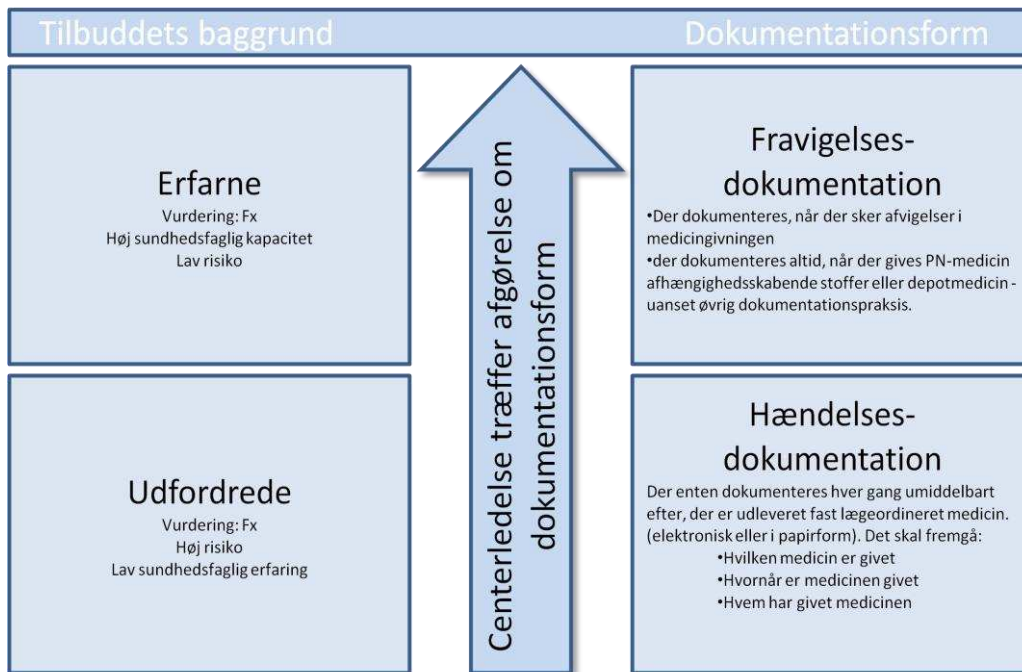 Tilbuddets baggrund
Dokumentationsform
Erfarne
Vurdering: Fx
Høj sundhedsfaglig kapacitet
Lav risiko
Udfordrede
Vurdering: Fx
Høj risiko
Lav sundhedsfaglig erfaring
Centerledelse træffer afgørelse om
dokumentationsform
Fravigelses-
dokumentation
•Der dokumenteres, når der sker afvigelser i
medicingivningen
•der dokumenteres altid, når der gives PN-medicin
afhængighedsskabende stoffer eller depotmedicin -
uanset øvrig dokumentationspraksis.
Hændelses-
dokumentation
Der enten dokumenteres hver gang umiddelbart
efter, der er udleveret fast lægeordineret medicin.
(elektronisk eller i papirform). Det skal fremgå:
•Hvilken medicin er givet
•Hvornår er medicinen givet
•Hvem har givet medicinen